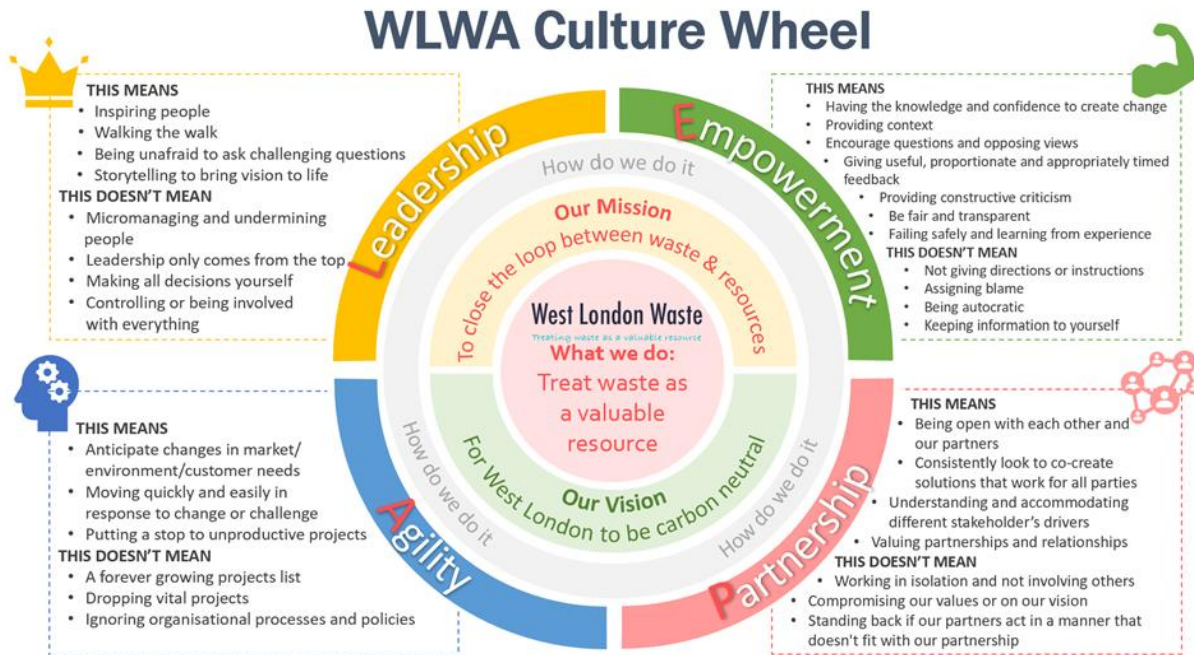 WLWA Culture Wheel
THIS MEANS
• Inspiring people
• Walking the walk
• Being unafraid to ask challenging questions
• Storytelling to bring vision to life
THIS DOESN'T MEAN
• Micromanaging and undermining
people
• Leadership only comes from the top
• Making all decisions yourself
• Controlling or being involved
with everything
Leadership
Empowerment
THIS MEANS
• Having the knowledge and confidence to create change
• Providing context
• Encourage questions and opposing views
• Giving useful, proportionate and appropriately timed
feedback
• Providing constructive criticism
• Be fair and transparent
• Failing safely and learning from experience
THIS DOESN'T MEAN
• Not giving directions or instructions
• Assigning blame
• Being autocratic
• Keeping information to yourself
How do we do it
Our Mission
To close the loop between waste & resources
West London Waste
Treating waste as a valuable resource
What we do:
Treat waste as
a valuable
resource
Our Vision
For West London to be carbon neutral
How do we do it
How do we do it
THIS MEANS
• Anticipate changes in market/
environment/customer needs
• Moving quickly and easily in
response to change or challenge
• Putting a stop to unproductive projects
THIS DOESN'T MEAN
• A forever growing projects list
• Dropping vital projects
• Ignoring organisational processes and policies
Agility
Partnership
THIS MEANS
• Being open with each other and
our partners
• Consistently look to co-create
solutions that work for all parties
• Understanding and accommodating
different stakeholder's drivers
• Valuing partnerships and relationships
THIS DOESN'T MEAN
• Working in isolation and not involving others
• Compromising our values or on our vision
• Standing back if our partners act in a manner that
doesn't fit with our partnership